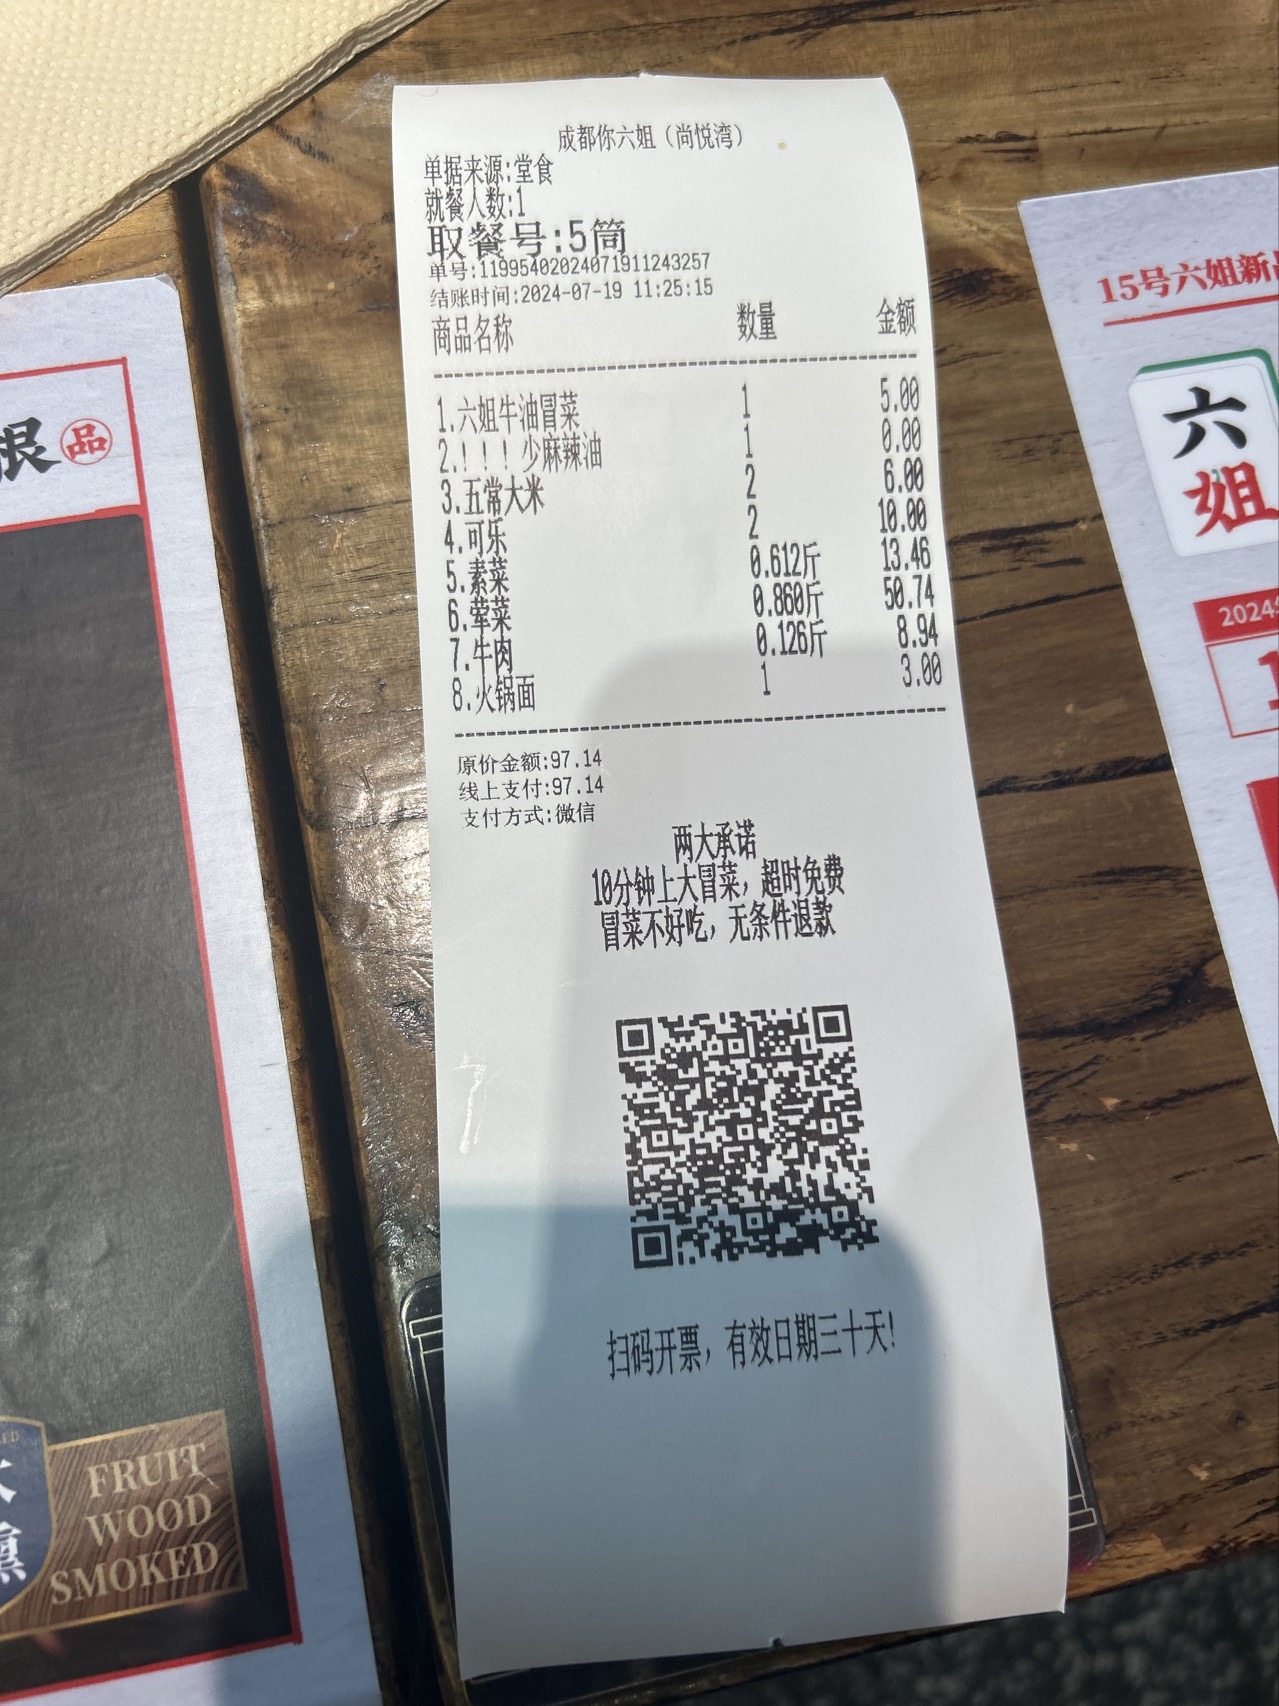 成都你六姐（尚悦湾）
单据来源:堂食
就餐人数:1
取餐号:5筒
单号:11995402024071911243257
结账时间:2024-07-19 11:25:15
商品名称 数量 金额
1.六姐牛油冒菜 1 5.00
2.！！！少麻辣油 1 0.00
3.五常大米 2 6.00
4.可乐 2 10.00
5.素菜 0.612斤 13.46
6.荤菜 0.860斤 50.74
7.牛肉 0.126斤 8.94
8.火锅面 1 3.00
原价金额:97.14
线上支付:97.14
支付方式:微信
两大承诺
10分钟上大冒菜，超时免费
冒菜不好吃，无条件退款
扫码开票，有效日期三十天!
品
FRUIT
WOOD
SMOKED
15号六姐新
六
姐
2024